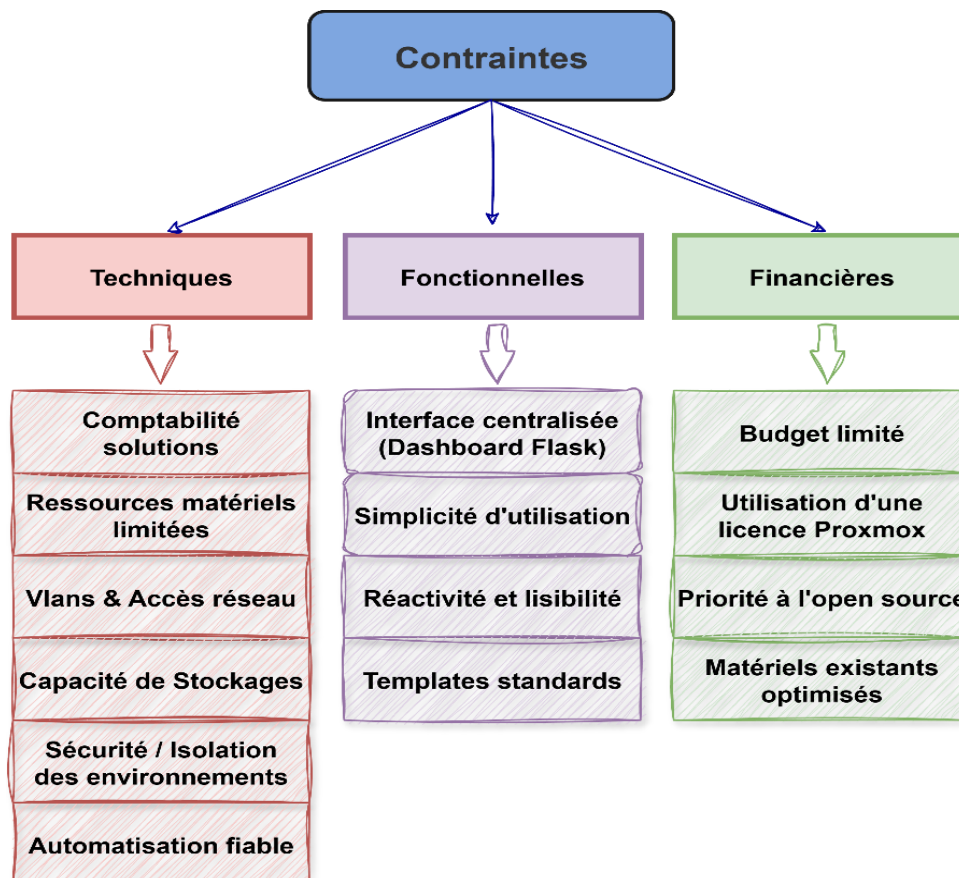 Contraintes
Techniques
Fonctionnelles
Financières
Comptabilité
solutions
Ressources matériels
limitées
Vlans & Accès réseau
Capacité de Stockages
Sécurité / Isolation
des environnements
Automatisation fiable
Interface centralisée
(Dashboard Flask)
Simplicité d'utilisation
Réactivité et lisibilité
Templates standards
Budget limité
Utilisation d'une
licence Proxmox
Priorité à l'open source
Matériels existants
optimisés